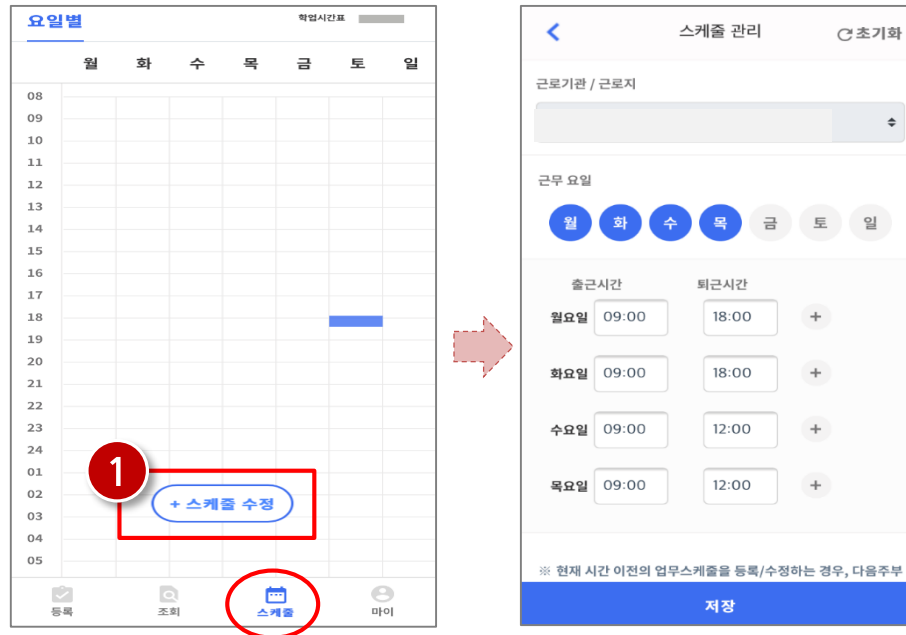 요일별
학업시간표
월 화 수 목 금 토 일
08
09
10
11
12
13
14
15
16
17
18
19
20
21
22
23
24
01
02
03
04
05
1
+ 스케줄 수정
등록 조회 스케줄 마이
스케줄 관리 초기화
근로기관 / 근로지
근무 요일
월 화 수 목 금 토 일
출근시간 퇴근시간
월요일 09:00 18:00 +
화요일 09:00 18:00 +
수요일 09:00 12:00 +
목요일 09:00 12:00 +
※ 현재 시간 이전의 업무스케줄을 등록/수정하는 경우, 다음주부
저장